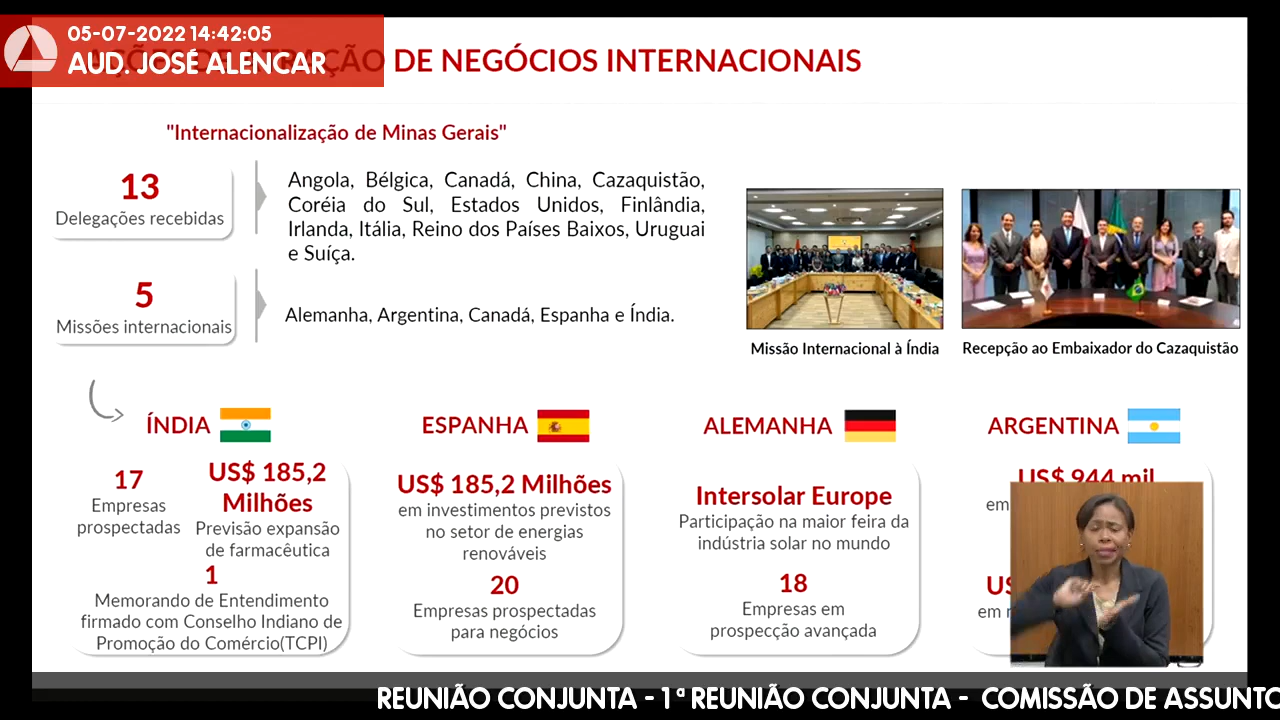 05-07-2022 14:42:05
AUD. JOSÉ ALENCAR
DE NEGÓCIOS INTERNACIONAIS
"Internacionalização de Minas Gerais"
13
Delegações recebidas
Angola, Bélgica, Canadá, China, Cazaquistão,
Coréia do Sul, Estados Unidos, Finlândia,
Irlanda, Itália, Reino dos Países Baixos, Uruguai
e Suíça.
5
Missões internacionais
Alemanha, Argentina, Canadá, Espanha e Índia.
Missão Internacional à Índia
Recepção ao Embaixador do Cazaquistão
ÍNDIA
17
Empresas
prospectadas
US$ 185,2
Milhões
Previsão expansão
de farmacêutica
1
Memorando de Entendimento
firmado com Conselho Indiano de
Promoção do Comércio(TCPI)
ESPANHA
US$ 185,2 Milhões
em investimentos previstos
no setor de energias
renováveis
20
Empresas prospectadas
para negócios
ALEMANHA
Intersolar Europe
Participação na maior feira da
indústria solar no mundo
18
Empresas em
prospecção avançada
ARGENTINA
US$ 944 mil
em
em
REUNIÃO CONJUNTA - 1ª REUNIÃO CONJUNTA - COMISSÃO DE ASSUNTO